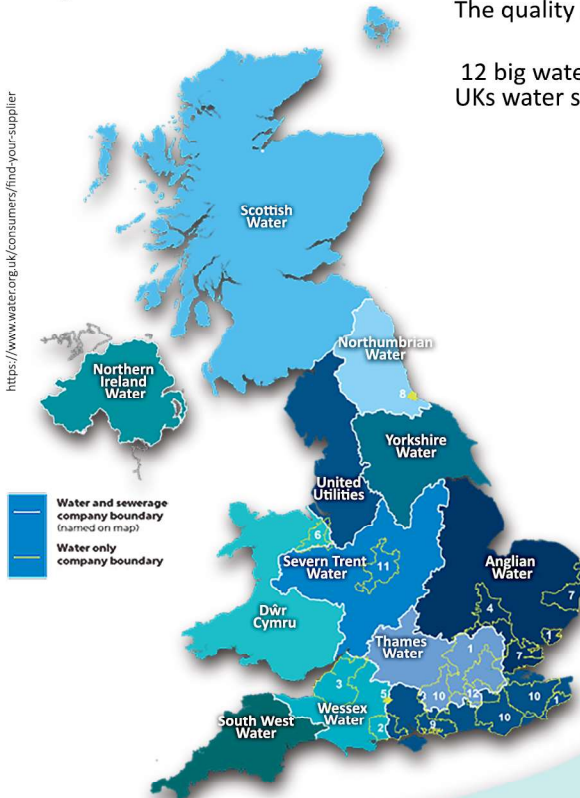 The quality
12 big wate
UKs water s
https://www.water.org.uk/consumers/find-your-supplier
Scottish
Water
Northumbrian
Water
Northern
Ireland
Water
8
Yorkshire
Water
United
Utilities
Water and sewerage
company boundary
(named on map)
Water only
company boundary
6
Severn Trent
Water
11
Anglian
Water
7
4
Dŵr
Cymru
1
Thames
Water
1
7
3
5
10
12
10
1
Wessex
Water
2
9
10
South West
Water